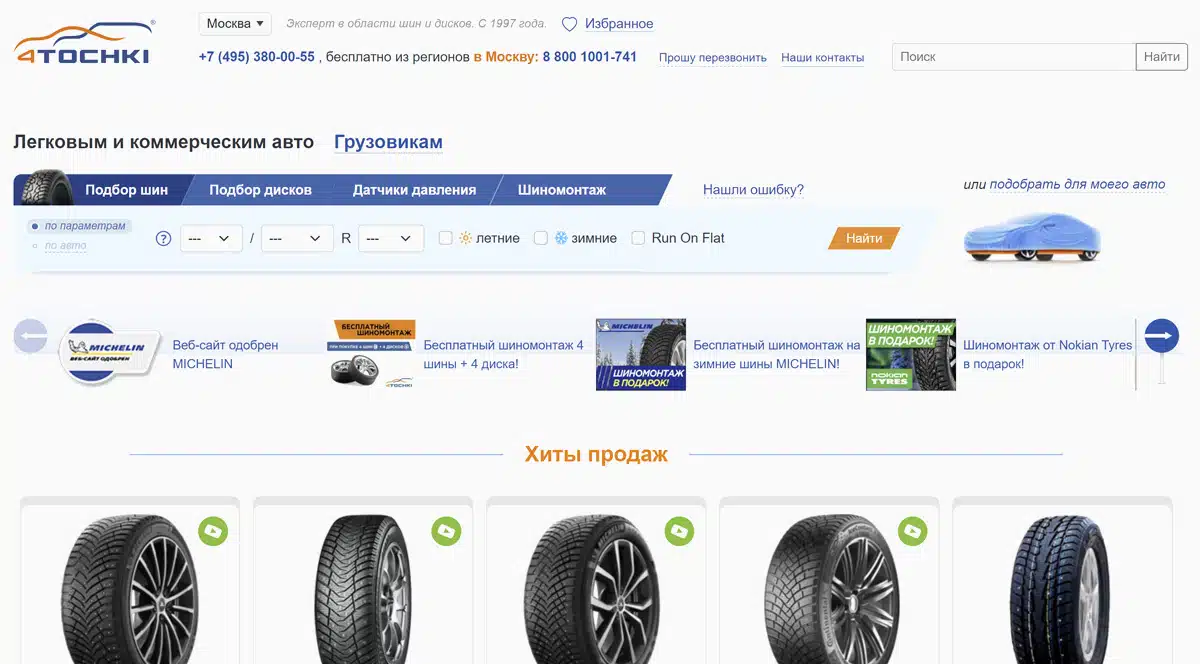 4TOCHKI®
Москва
Эксперт в области шин и дисков. С 1997 года.
Избранное
+7 (495) 380-00-55 , бесплатно из регионов в Москву: 8 800 1001-741
Прошу перезвонить
Наши контакты
Поиск
Найти
Легковым и коммерческим авто
Грузовикам
Подбор шин
Подбор дисков
Датчики давления
Шиномонтаж
Нашли ошибку?
или подобрать для моего авто
по параметрам
по авто
?
--- / --- R ---
летние
зимние
Run On Flat
Найти
MICHELIN
ВЕБ-САЙТ ОДОБРЕН
Веб-сайт одобрен
MICHELIN
БЕСПЛАТНЫЙ
ШИНОМОНТАЖ
4TOCHKI
Бесплатный шиномонтаж 4
шины + 4 диска!
MICHELIN
ШИНОМОНТАЖ
В ПОДАРОК!
Бесплатный шиномонтаж на
зимние шины MICHELIN!
ШИНОМОНТАЖ
В ПОДАРОК!
nokian
TYRES
Шиномонтаж от Nokian Tyres
в подарок!
Хиты продаж